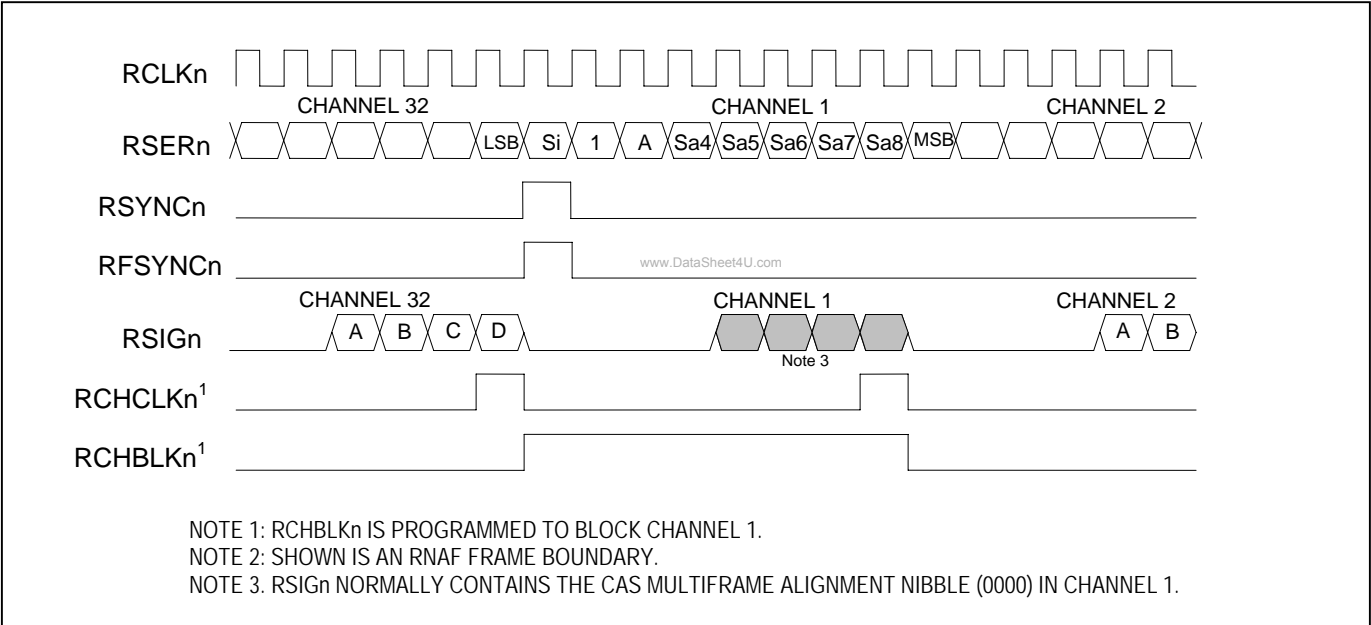 RCLKn
CHANNEL 32 CHANNEL 1 CHANNEL 2
RSERn LSB Si 1 A Sa4 Sa5 Sa6 Sa7 Sa8 MSB
RSYNCn
RFSYNCn www.DataSheet4U.com
CHANNEL 32 CHANNEL 1 CHANNEL 2
RSIGn A B C D A B
Note 3
RCHCLKn1
RCHBLKn1
NOTE 1: RCHBLKn IS PROGRAMMED TO BLOCK CHANNEL 1.
NOTE 2: SHOWN IS AN RNAF FRAME BOUNDARY.
NOTE 3. RSIGn NORMALLY CONTAINS THE CAS MULTIFRAME ALIGNMENT NIBBLE (0000) IN CHANNEL 1.